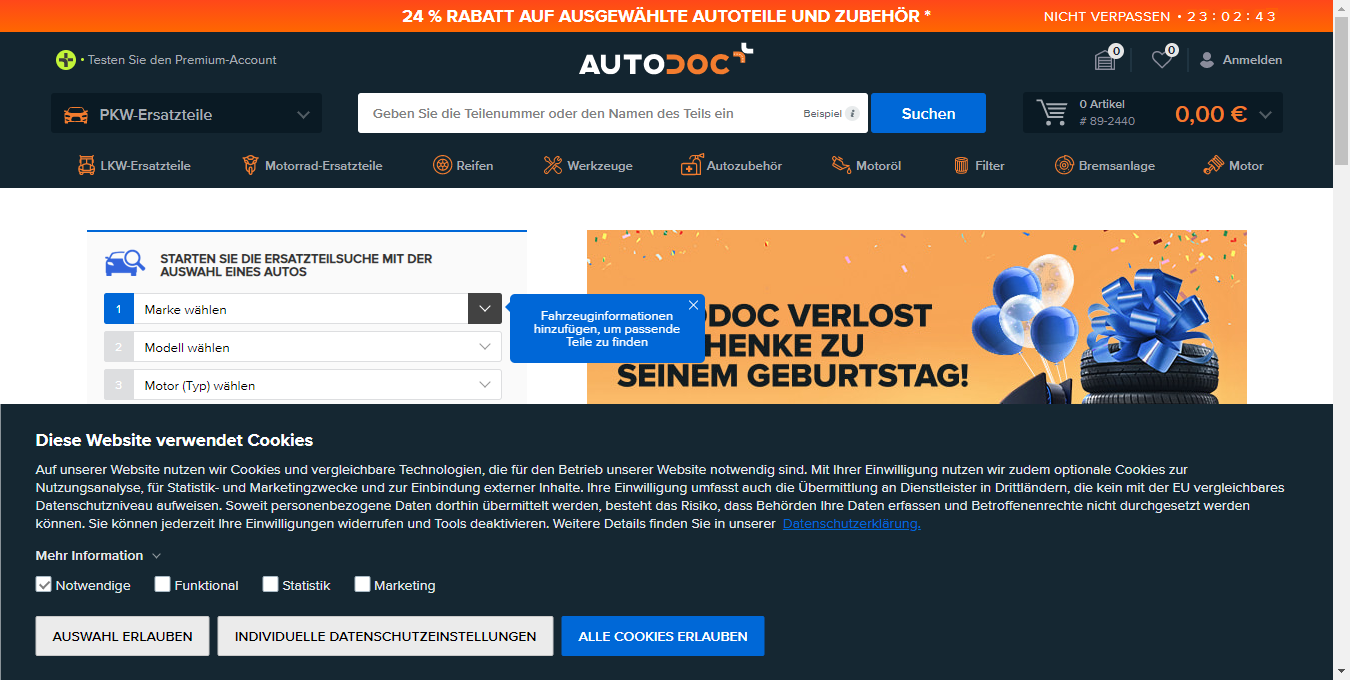 24 % RABATT AUF AUSGEWÄHLTE AUTOTEILE UND ZUBEHÖR *
NICHT VERPASSEN • 23:02:43
• Testen Sie den Premium-Account
AUTODOC
0
0
Anmelden
PKW-Ersatzteile
Geben Sie die Teilenummer oder den Namen des Teils ein
Beispiel i
Suchen
0 Artikel
# 89-2440
0,00 €
LKW-Ersatzteile
Motorrad-Ersatzteile
Reifen
Werkzeuge
Autozubehör
Motoröl
Filter
Bremsanlage
Motor
STARTEN SIE DIE ERSATZTEILSUCHE MIT DER
AUSWAHL EINES AUTOS
1 Marke wählen
2 Modell wählen
3 Motor (Typ) wählen
Fahrzeuginformationen
hinzufügen, um passende
Teile zu finden
DOC VERLOST
HENKE ZU
SEINEM GEBURTSTAG!
Diese Website verwendet Cookies
Auf unserer Website nutzen wir Cookies und vergleichbare Technologien, die für den Betrieb unserer Website notwendig sind. Mit Ihrer Einwilligung nutzen wir zudem optionale Cookies zur
Nutzungsanalyse, für Statistik- und Marketingzwecke und zur Einbindung externer Inhalte. Ihre Einwilligung umfasst auch die Übermittlung an Dienstleister in Drittländern, die kein mit der EU vergleichbares
Datenschutzniveau aufweisen. Soweit personenbezogene Daten dorthin übermittelt werden, besteht das Risiko, dass Behörden Ihre Daten erfassen und Betroffenenrechte nicht durchgesetzt werden
können. Sie können jederzeit Ihre Einwilligungen widerrufen und Tools deaktivieren. Weitere Details finden Sie in unserer Datenschutzerklärung.
Mehr Information
Notwendige
Funktional
Statistik
Marketing
AUSWAHL ERLAUBEN
INDIVIDUELLE DATENSCHUTZEINSTELLUNGEN
ALLE COOKIES ERLAUBEN